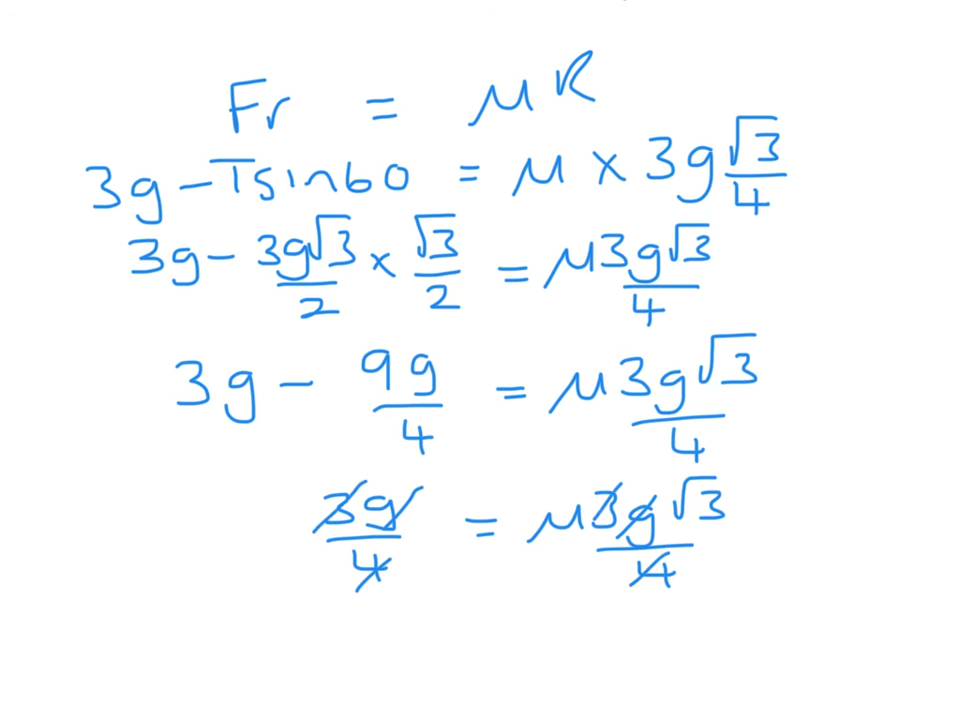 Fr = μR
3g - Tsin60 = μ × 3g√3/4
3g - 3g√3/2 × √3/2 = μ3g√3/4
3g - 9g/4 = μ3g√3/4
3g/4 = μ3g√3/4